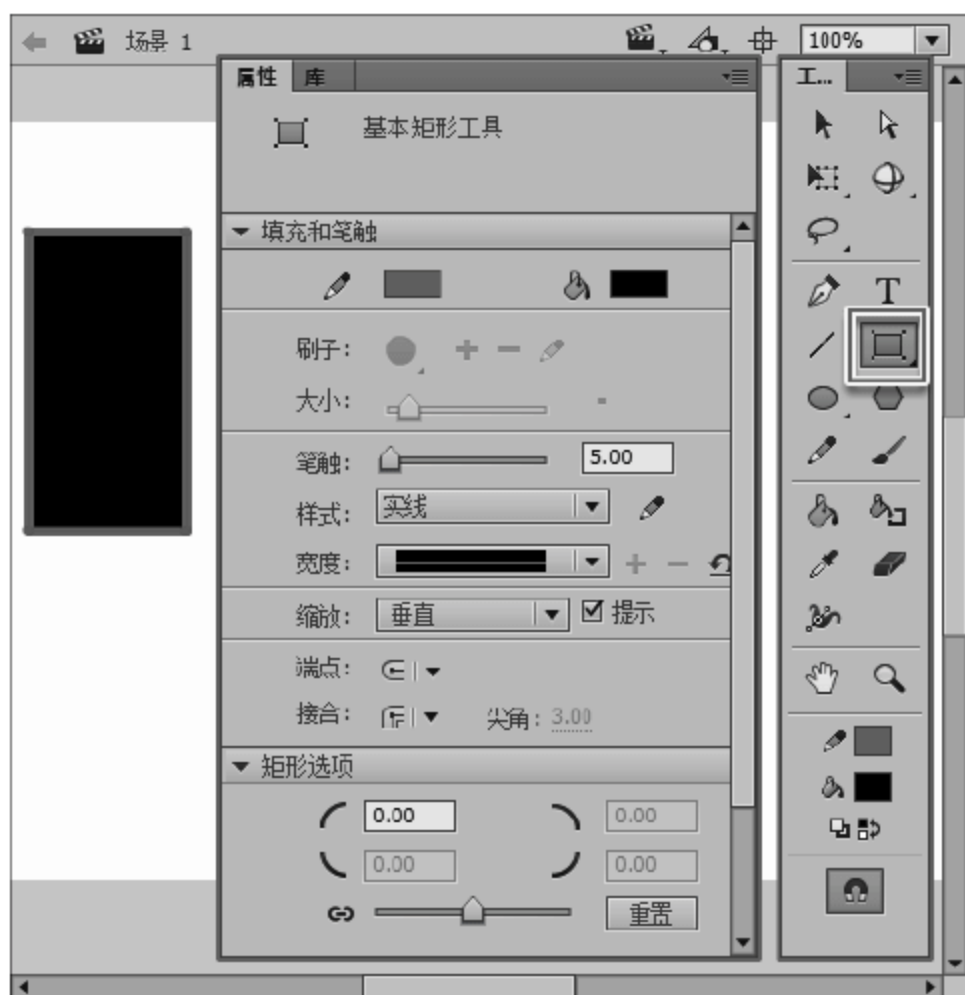 场景 1
100%
属性 库
工...
基本矩形工具
填充和笔触
刷子:
大小:
笔触: 5.00
样式: 实线
宽度:
缩放: 垂直 提示
端点:
接合: 尖角: 3.00
矩形选项
0.00 0.00
0.00 0.00
重置
T